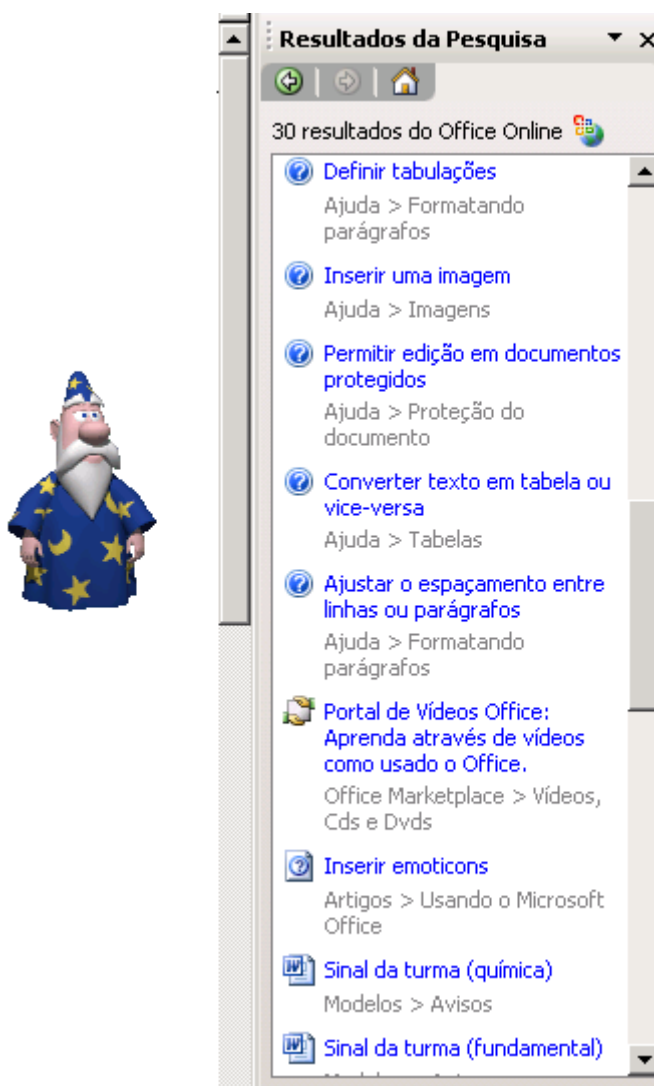 Resultados da Pesquisa
30 resultados do Office Online
Definir tabulações
Ajuda > Formatando
parágrafos
Inserir uma imagem
Ajuda > Imagens
Permitir edição em documentos
protegidos
Ajuda > Proteção do
documento
Converter texto em tabela ou
vice-versa
Ajuda > Tabelas
Ajustar o espaçamento entre
linhas ou parágrafos
Ajuda > Formatando
parágrafos
Portal de Vídeos Office:
Aprenda através de vídeos
como usado o Office.
Office Marketplace > Vídeos,
Cds e Dvds
Inserir emoticons
Artigos > Usando o Microsoft
Office
Sinal da turma (química)
Modelos > Avisos
Sinal da turma (fundamental)